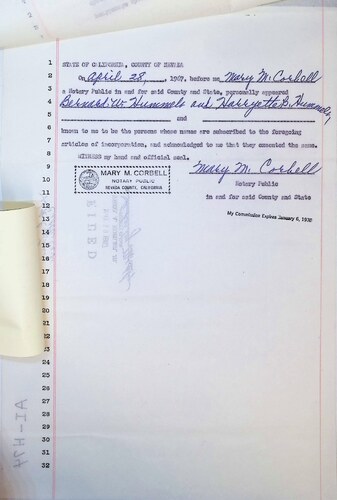 1 STATE OF CALIFORNIA, COUNTY OF NEVADA
2 On April 28, , 1967, before me Mary M. Corbell
3 a Notary Public in and for said County and State, personally appeared
4 Bernard W Hummels and Harryette B. Hummels,
5 and
6 known to me to be the persons whose names are subscribed to the foregoing
7 articles of incorporation, and acknowledged to me that they executed the same.
8 WITNESS my hand and official seal.
9 Mary M. Corbell
10 MARY M. CORBELL
NOTARY PUBLIC
NEVADA COUNTY, CALIFORNIA
Notary Public
11 in and for said County and State
12 My Commission Expires January 6, 1970
13
14
15
16
17
18
19
20
21
22
23
24
25
26
27
28
29
30
31
32
FILED
AI-H74